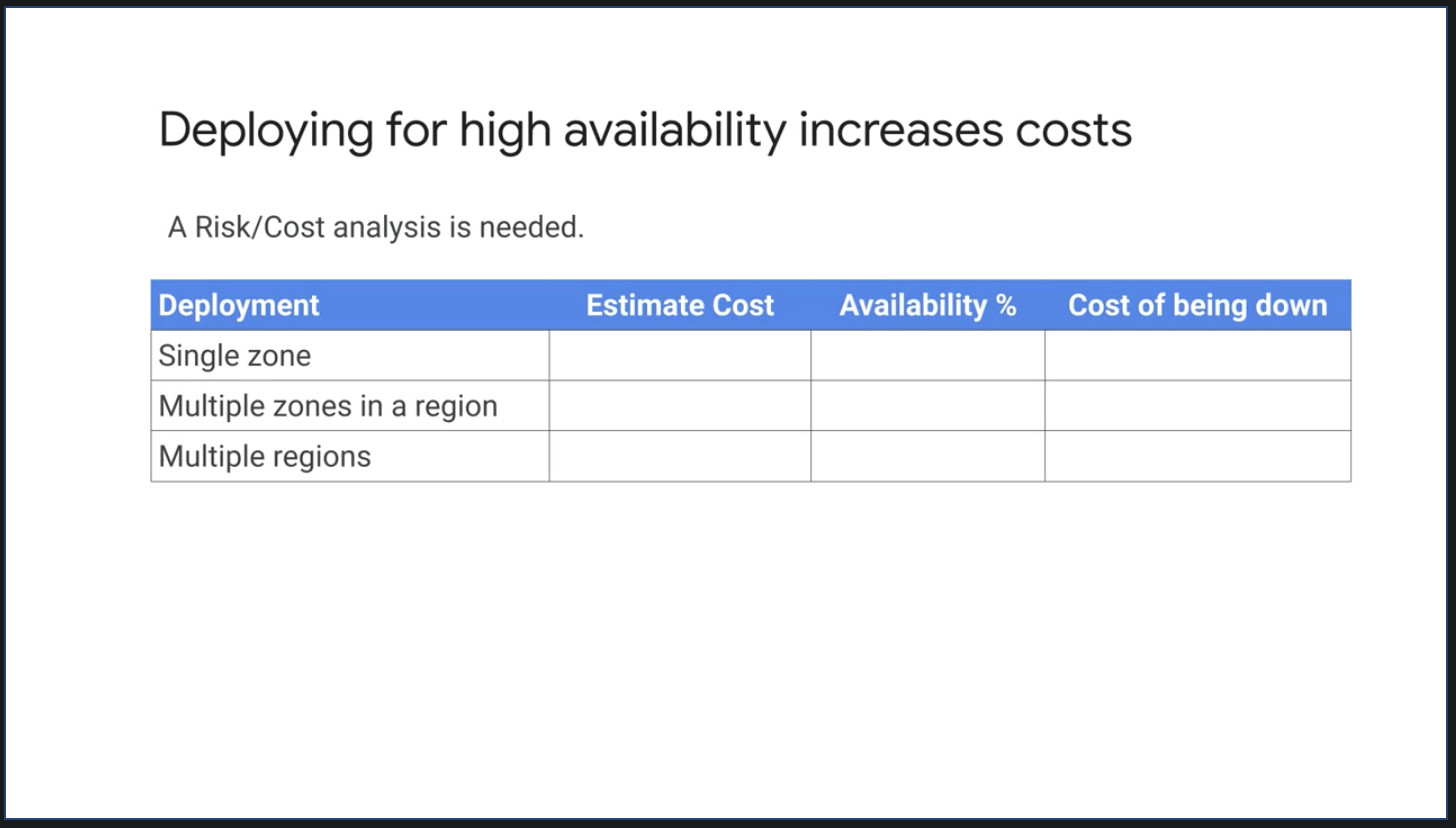 Deploying for high availability increases costs
A Risk/Cost analysis is needed.
Deployment Estimate Cost Availability % Cost of being down
Single zone
Multiple zones in a region
Multiple regions